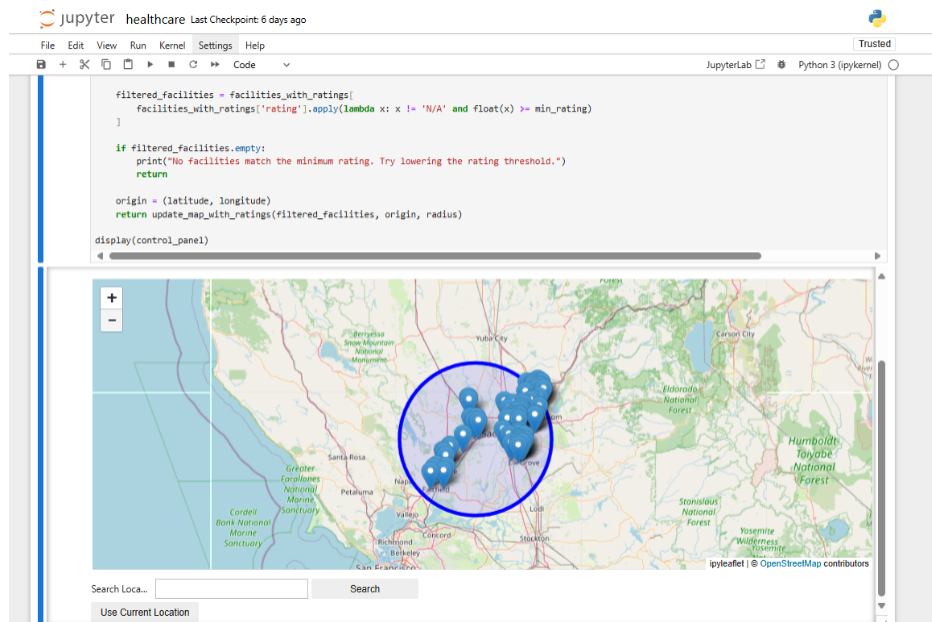 jupyter healthcare Last Checkpoint: 6 days ago
File Edit View Run Kernel Settings Help
Trusted
Code
JupyterLab
Python 3 (ipykernel)
filtered_facilities = facilities_with_ratings[
facilities_with_ratings['rating'].apply(lambda x: x != 'N/A' and float(x) >= min_rating)
]
if filtered_facilities.empty:
print("No facilities match the minimum rating. Try lowering the rating threshold.")
return
origin = (latitude, longitude)
return update_map_with_ratings(filtered_facilities, origin, radius)
display(control_panel)
+
−
Forest
Berryessa
Snow Mountain
National
Monument
Yuba City
Carson City
Eldorado
National
Forest
Humboldt
Toiyabe
National
Forest
Santa Rosa
Greater
Farallones
National
Marine
Sanctuary
Petaluma
Napa
Fairfield
Grove
Vallejo
Lodi
Cordell
Bank National
Marine
Sanctuary
Stanislaus
National
Forest
Concord
Stockton
Richmond
Berkeley
San Francisco
Yosemite
Wilderness
Yosemite
ipyleaflet | © OpenStreetMap contributors
Search Loca...
Search
Use Current Location